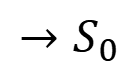 → S₀